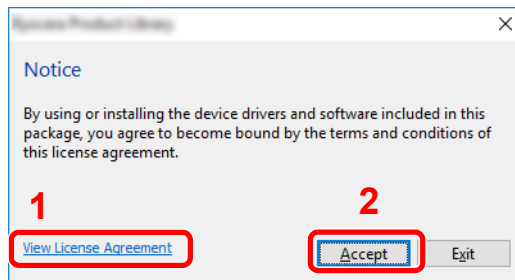 Notice
By using or installing the device drivers and software included in this
package, you agree to become bound by the terms and conditions of
this license agreement.
1
2
View License Agreement
Accept
Exit